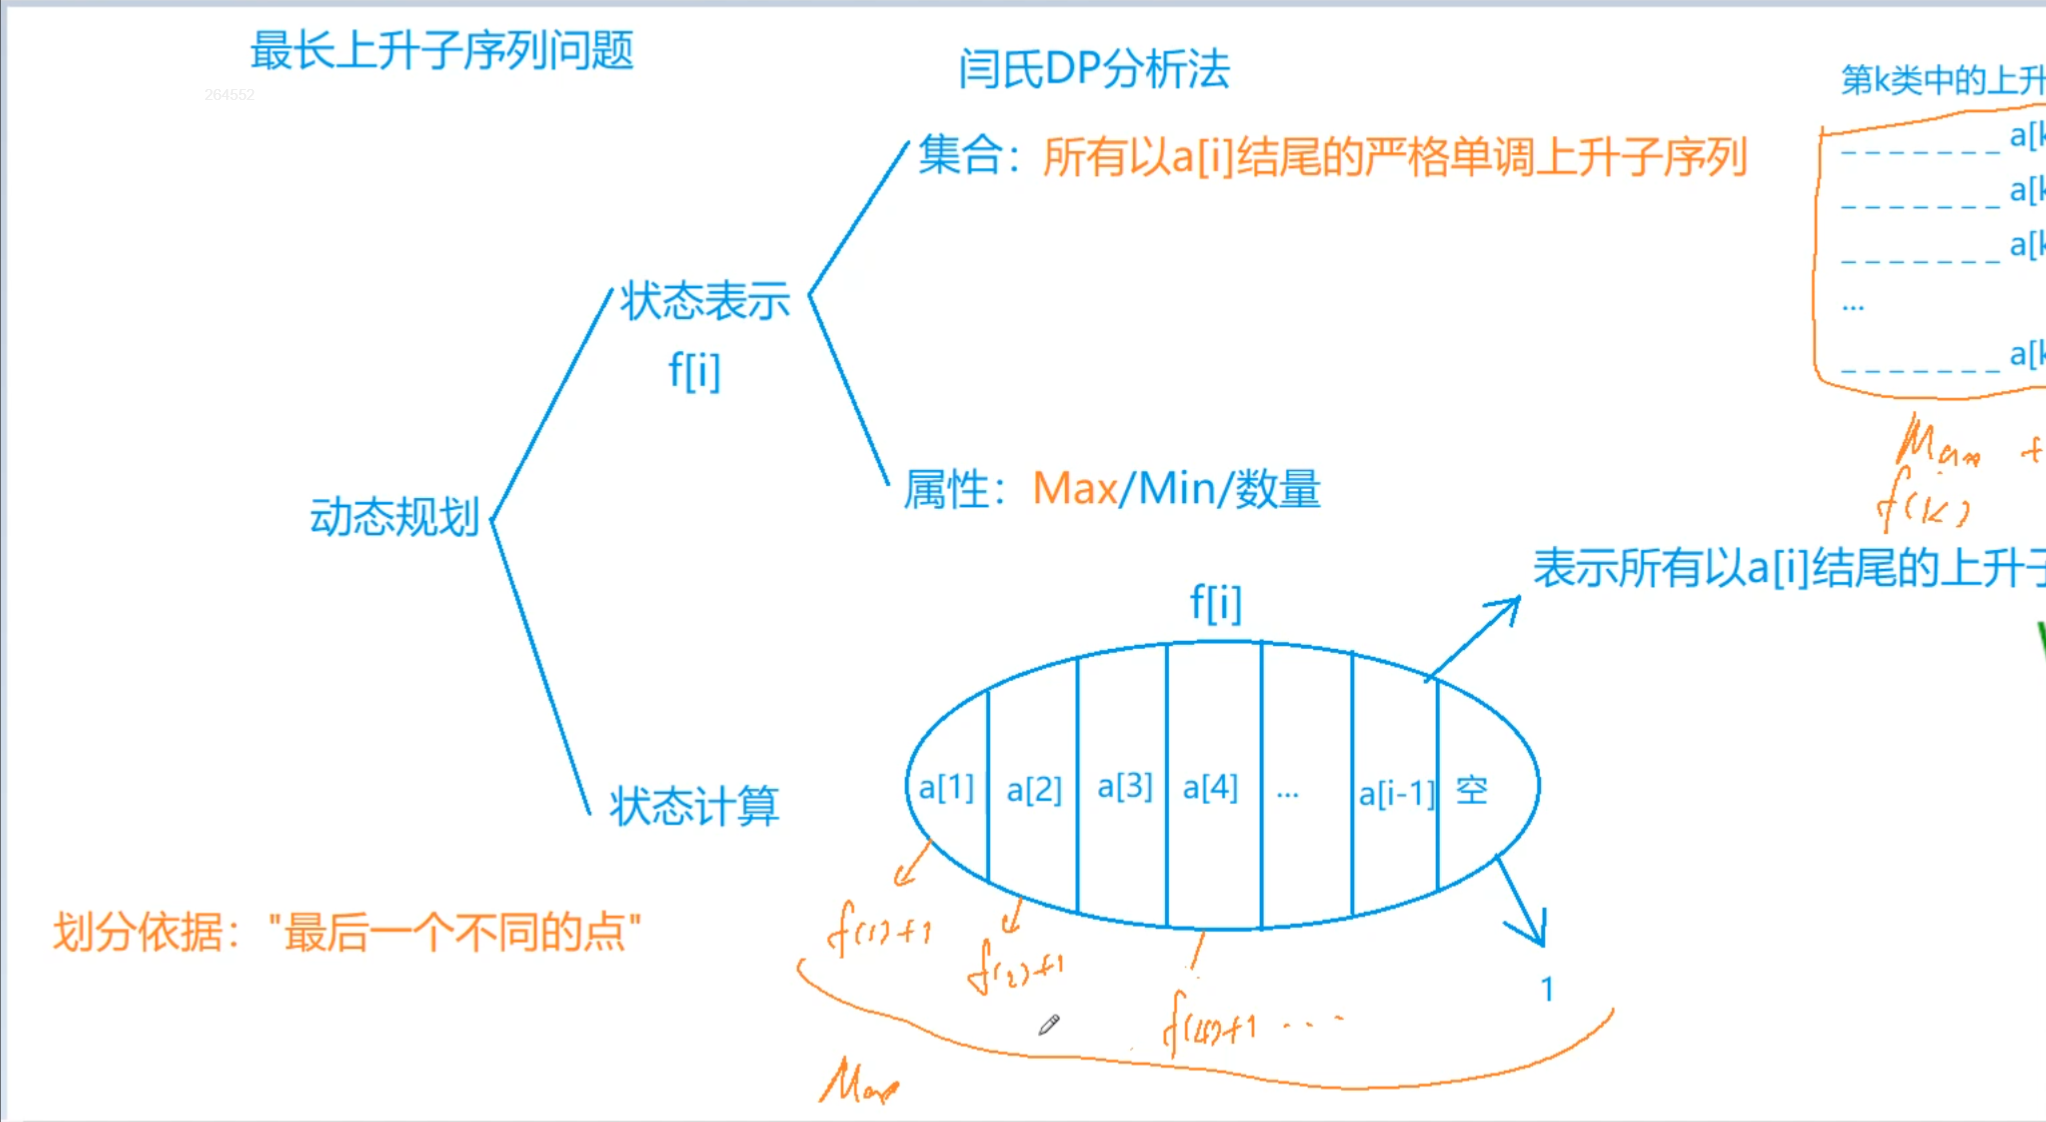 最长上升子序列问题
闫氏DP分析法
264552
第k类中的上升
集合：所有以a[i]结尾的严格单调上升子序列
_ _ _ _ _ _ _ a[k
_ _ _ _ _ _ _ a[k
_ _ _ _ _ _ _ a[k
...
_ _ _ _ _ _ _ a[k
状态表示
f[i]
Max +
f(k)
属性：Max/Min/数量
动态规划
表示所有以a[i]结尾的上升子
f[i]
a[1] a[2] a[3] a[4] ... a[i-1] 空
状态计算
划分依据："最后一个不同的点"
f(1)+1
f(2)+1
1
f(4)+1 ...
Max